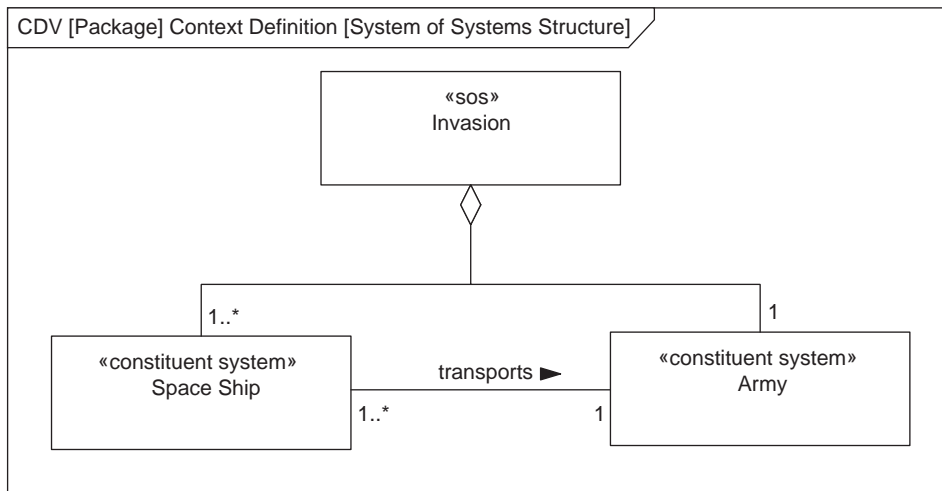 CDV [Package] Context Definition [System of Systems Structure]
«sos»
Invasion
1..*
1
«constituent system»
Space Ship
transports ►
1..*
1
«constituent system»
Army